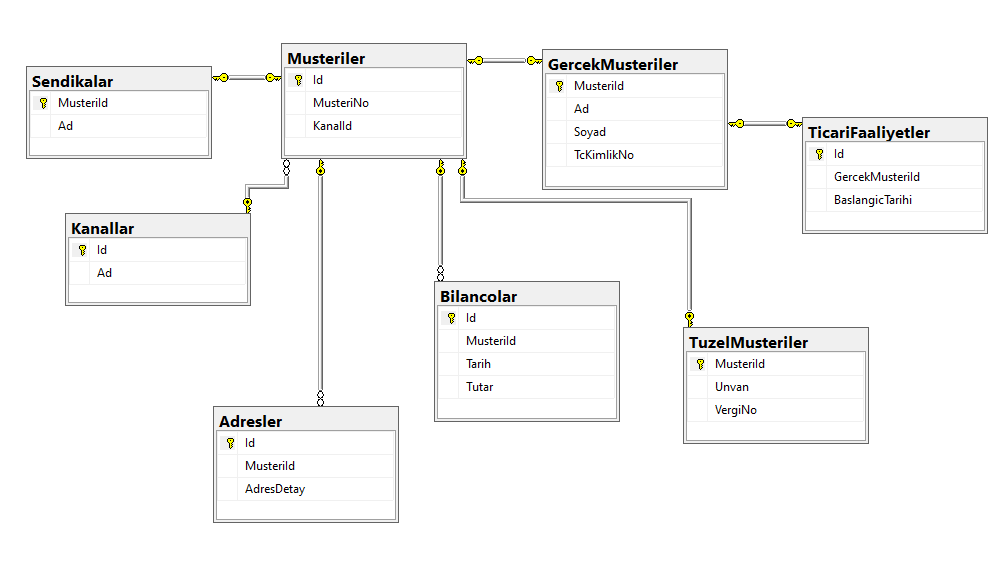 Sendikalar
MusteriId
Ad
Musteriler
Id
MusteriNo
KanalId
GercekMusteriler
MusteriId
Ad
Soyad
TcKimlikNo
TicariFaaliyetler
Id
GercekMusteriId
BaslangicTarihi
Kanallar
Id
Ad
Bilancolar
Id
MusteriId
Tarih
Tutar
TuzelMusteriler
MusteriId
Unvan
VergiNo
Adresler
Id
MusteriId
AdresDetay